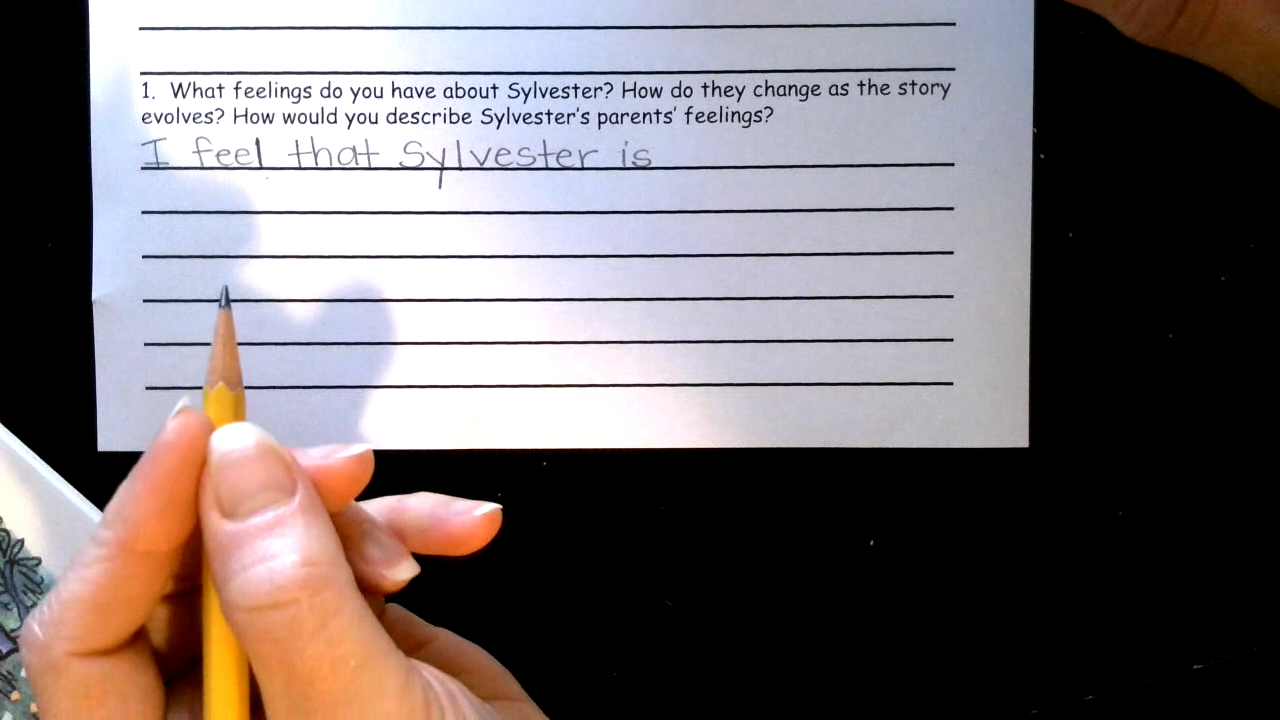 1. What feelings do you have about Sylvester? How do they change as the story
evolves? How would you describe Sylvester's parents' feelings?
I feel that Sylvester is